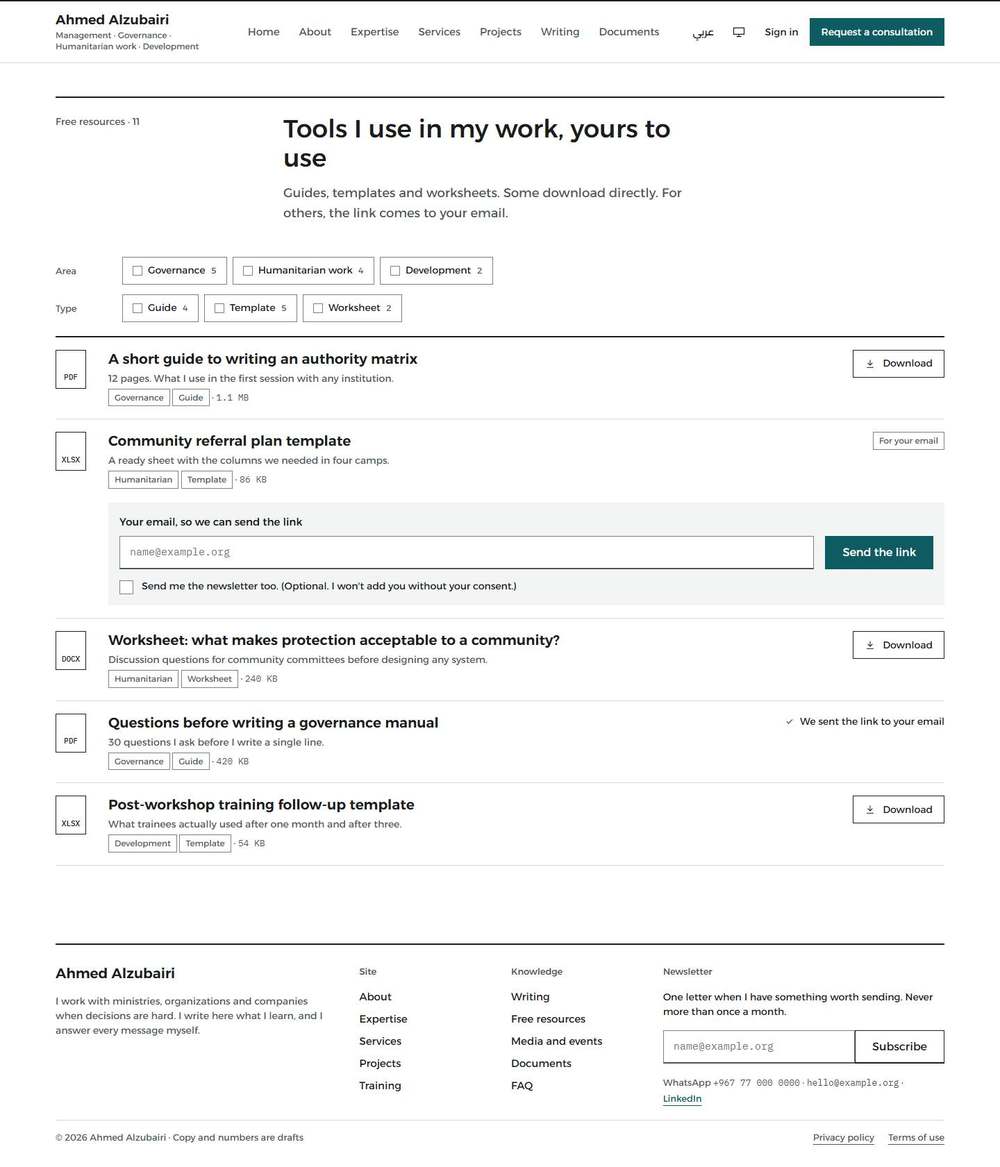 Ahmed Alzubairi
Management · Governance ·
Humanitarian work · Development
Home About Expertise Services Projects Writing Documents عربي Sign in Request a consultation
Free resources · 11
Tools I use in my work, yours to
use
Guides, templates and worksheets. Some download directly. For
others, the link comes to your email.
Area Governance 5 Humanitarian work 4 Development 2
Type Guide 4 Template 5 Worksheet 2
PDF
A short guide to writing an authority matrix
Download
12 pages. What I use in the first session with any institution.
Governance Guide · 1.1 MB
XLSX
Community referral plan template
For your email
A ready sheet with the columns we needed in four camps.
Humanitarian Template · 86 KB
Your email, so we can send the link
name@example.org Send the link
Send me the newsletter too. (Optional. I won't add you without your consent.)
DOCX
Worksheet: what makes protection acceptable to a community?
Download
Discussion questions for community committees before designing any system.
Humanitarian Worksheet · 240 KB
PDF
Questions before writing a governance manual
We sent the link to your email
30 questions I ask before I write a single line.
Governance Guide · 420 KB
XLSX
Post-workshop training follow-up template
Download
What trainees actually used after one month and after three.
Development Template · 54 KB
Ahmed Alzubairi
I work with ministries, organizations and companies
when decisions are hard. I write here what I learn, and I
answer every message myself.
Site
About
Expertise
Services
Projects
Training
Knowledge
Writing
Free resources
Media and events
Documents
FAQ
Newsletter
One letter when I have something worth sending. Never
more than once a month.
name@example.org Subscribe
WhatsApp +967 77 000 0000 · hello@example.org ·
LinkedIn
© 2026 Ahmed Alzubairi · Copy and numbers are drafts
Privacy policy Terms of use